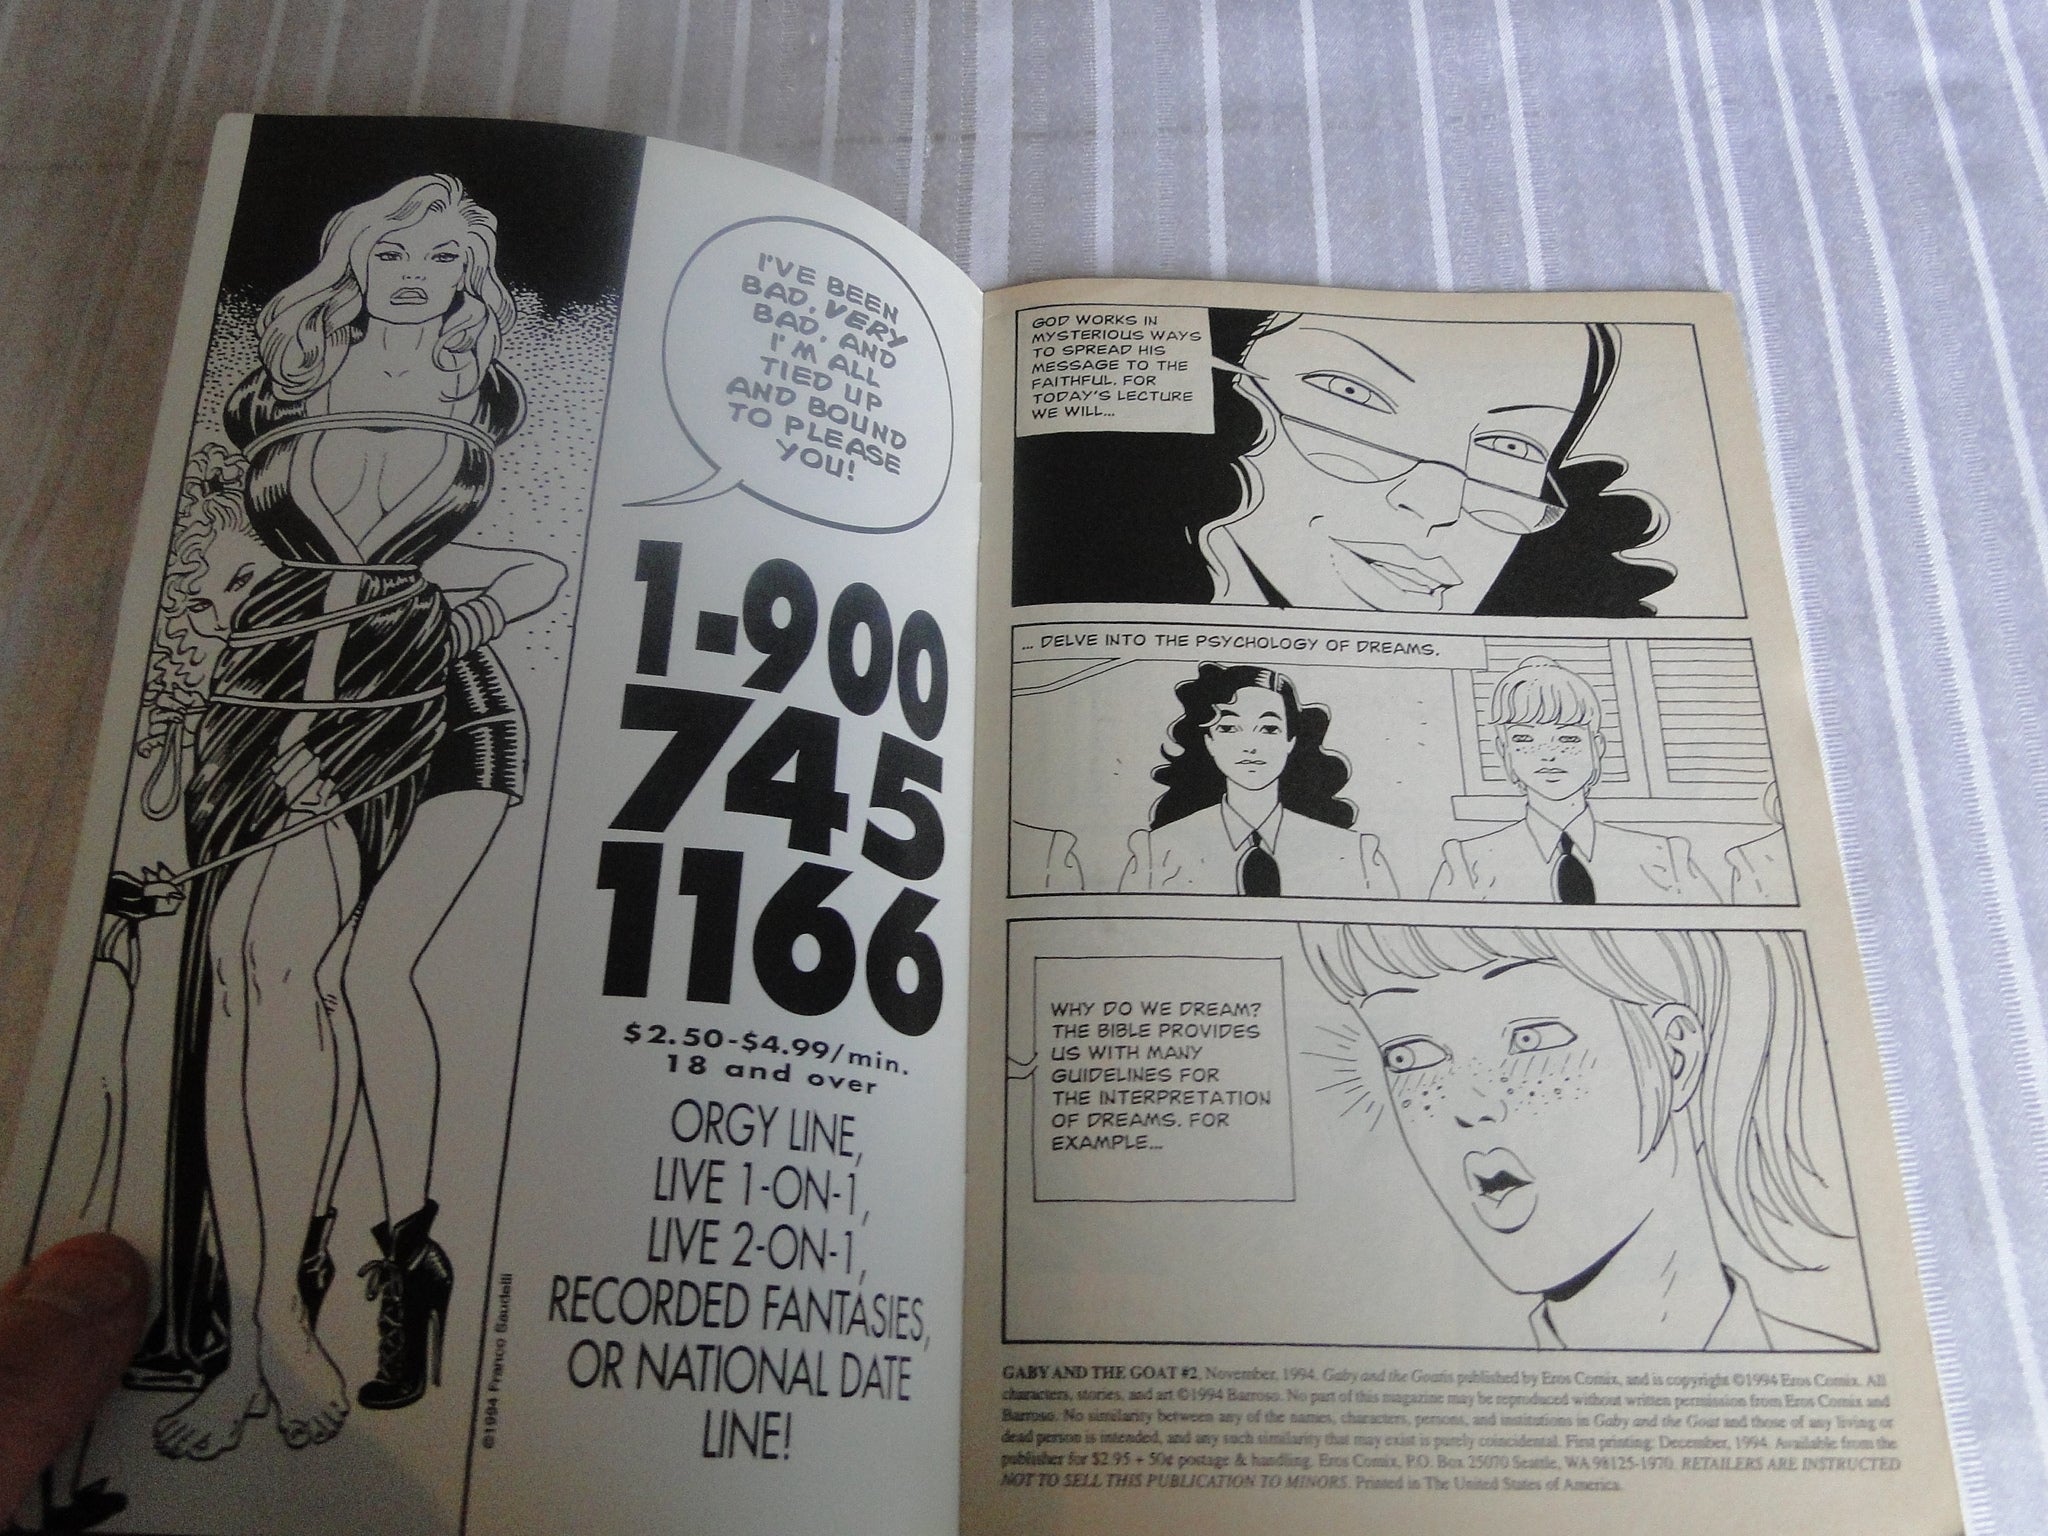 I'VE BEEN
BAD, VERY
BAD, AND
I'M ALL
TIED UP
AND BOUND
TO PLEASE
YOU!
1-900
745
1166
$2.50-$4.99/min.
18 and over
ORGY LINE,
LIVE 1-ON-1,
LIVE 2-ON-1,
RECORDED FANTASIES,
OR NATIONAL DATE
LINE!
©1994 Franco Saudelli
GOD WORKS IN
MYSTERIOUS WAYS
TO SPREAD HIS
MESSAGE TO THE
FAITHFUL. FOR
TODAY'S LECTURE
WE WILL...
... DELVE INTO THE PSYCHOLOGY OF DREAMS.
WHY DO WE DREAM?
THE BIBLE PROVIDES
US WITH MANY
GUIDELINES FOR
THE INTERPRETATION
OF DREAMS. FOR
EXAMPLE...
GABY AND THE GOAT #2, November, 1994. Gaby and the Goat is published by Eros Comix, and is copyright ©1994 Eros Comix. All
characters, stories, and art ©1994 Barroso. No part of this magazine may be reproduced without written permission from Eros Comix and
Barroso. No similarity between any of the names, characters, persons, and institutions in Gaby and the Goat and those of any living or
dead person is intended, and any such similarity that may exist is purely coincidental. First printing: December, 1994. Available from the
publisher for $2.95 + 50¢ postage & handling. Eros Comix, P.O. Box 25070 Seattle, WA 98125-1970. RETAILERS ARE INSTRUCTED
NOT TO SELL THIS PUBLICATION TO MINORS. Printed in The United States of America.